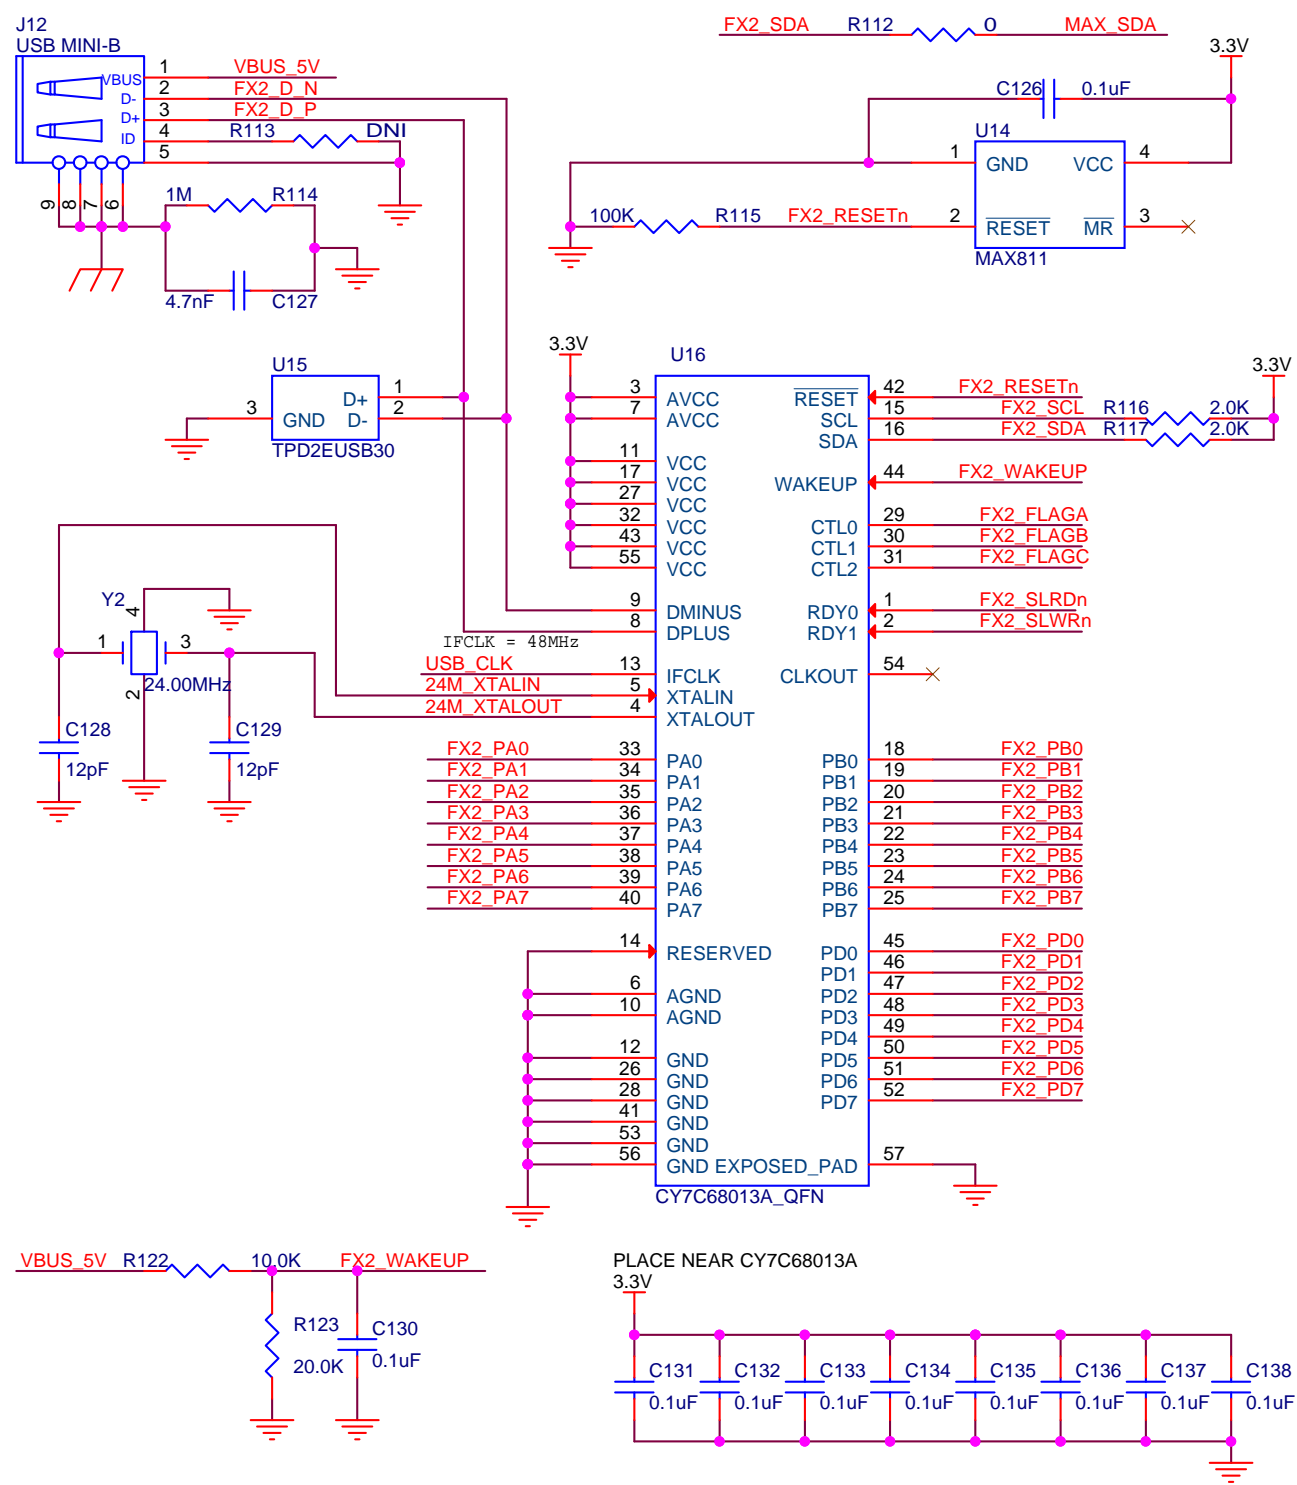 J12
USB MINI-B
VBUS
D-
D+
ID
1
2
3
4
5
9
8
7
6
VBUS_5V
FX2_D_N
FX2_D_P
R113
DNI
1M
R114
4.7nF
C127
FX2_SDA
R112
0
MAX_SDA
3.3V
C126
0.1uF
U14
1
GND
VCC
4
100K
R115
FX2_RESETn
2
RESET
MR
3
MAX811
U15
D+
1
3
GND
D-
2
TPD2EUSB30
3.3V
U16
3
AVCC
7
AVCC
11
VCC
17
VCC
27
VCC
32
VCC
43
VCC
55
VCC
9
DMINUS
8
DPLUS
IFCLK = 48MHz
USB_CLK
13
IFCLK
24M_XTALIN
5
XTALIN
24M_XTALOUT
4
XTALOUT
FX2_PA0
33
PA0
FX2_PA1
34
PA1
FX2_PA2
35
PA2
FX2_PA3
36
PA3
FX2_PA4
37
PA4
FX2_PA5
38
PA5
FX2_PA6
39
PA6
FX2_PA7
40
PA7
14
RESERVED
6
AGND
10
AGND
12
GND
26
GND
28
GND
41
GND
53
GND
56
GND
RESET
42
FX2_RESETn
SCL
15
FX2_SCL
R116
2.0K
SDA
16
FX2_SDA
R117
2.0K
3.3V
WAKEUP
44
FX2_WAKEUP
CTL0
29
FX2_FLAGA
CTL1
30
FX2_FLAGB
CTL2
31
FX2_FLAGC
RDY0
1
FX2_SLRDn
RDY1
2
FX2_SLWRn
CLKOUT
54
PB0
18
FX2_PB0
PB1
19
FX2_PB1
PB2
20
FX2_PB2
PB3
21
FX2_PB3
PB4
22
FX2_PB4
PB5
23
FX2_PB5
PB6
24
FX2_PB6
PB7
25
FX2_PB7
PD0
45
FX2_PD0
PD1
46
FX2_PD1
PD2
47
FX2_PD2
PD3
48
FX2_PD3
PD4
49
FX2_PD4
PD5
50
FX2_PD5
PD6
51
FX2_PD6
PD7
52
FX2_PD7
EXPOSED_PAD
57
CY7C68013A_QFN
Y2
4
1
3
2
24.00MHz
C128
12pF
C129
12pF
VBUS_5V
R122
10.0K
FX2_WAKEUP
R123
20.0K
C130
0.1uF
PLACE NEAR CY7C68013A
3.3V
C131
0.1uF
C132
0.1uF
C133
0.1uF
C134
0.1uF
C135
0.1uF
C136
0.1uF
C137
0.1uF
C138
0.1uF